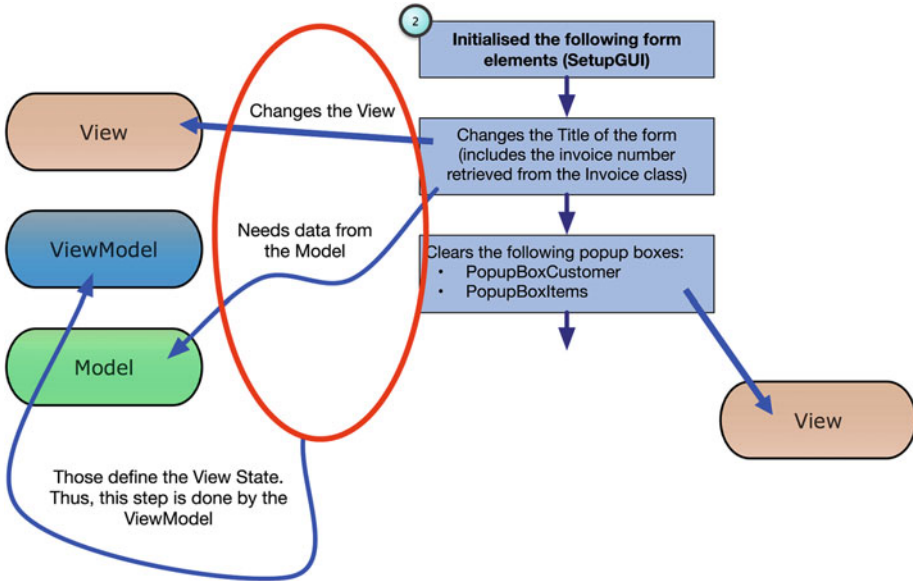 2
Initialised the following form
elements (SetupGUI)
Changes the View
View
Changes the Title of the form
(includes the invoice number
retrieved from the Invoice class)
Needs data from
the Model
ViewModel
Clears the following popup boxes:
• PopupBoxCustomer
• PopupBoxItems
Model
View
Those define the View State.
Thus, this step is done by the
ViewModel